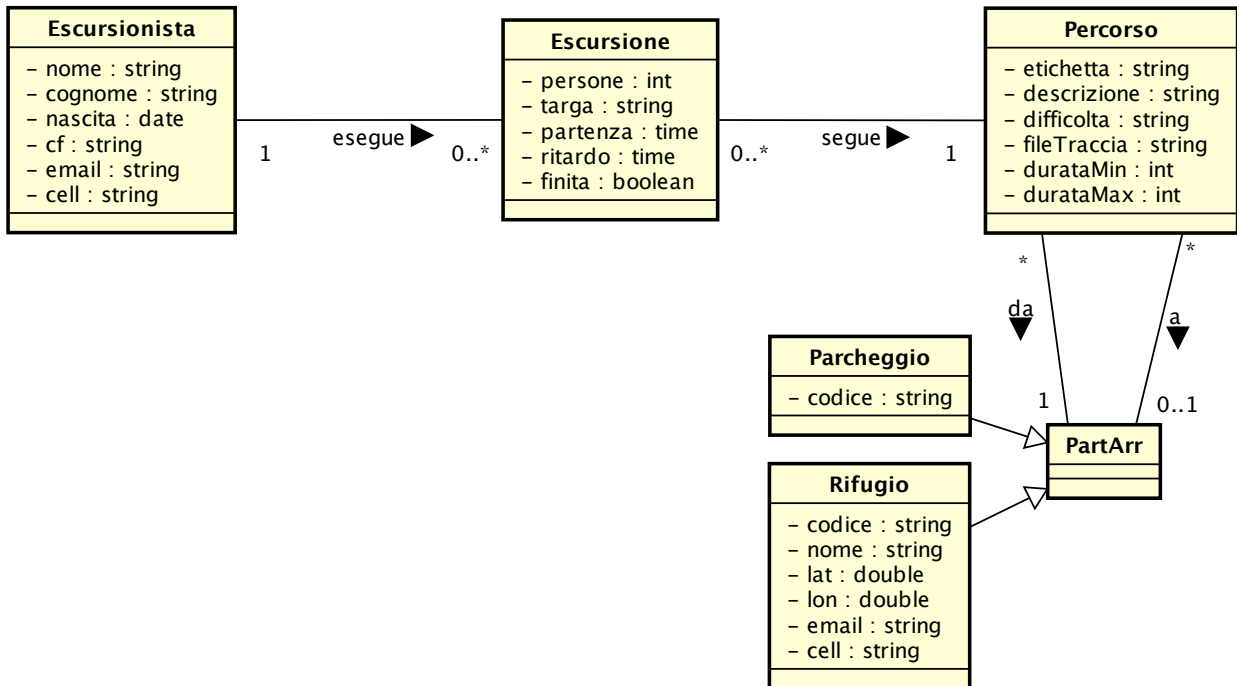 Escursionista
– nome : string
– cognome : string
– nascita : date
– cf : string
– email : string
– cell : string
1
esegue
0..*
Escursione
– persone : int
– targa : string
– partenza : time
– ritardo : time
– finita : boolean
0..*
segue
1
Percorso
– etichetta : string
– descrizione : string
– difficolta : string
– fileTraccia : string
– durataMin : int
– durataMax : int
*
*
da
a
1
0..1
Parcheggio
– codice : string
PartArr
Rifugio
– codice : string
– nome : string
– lat : double
– lon : double
– email : string
– cell : string